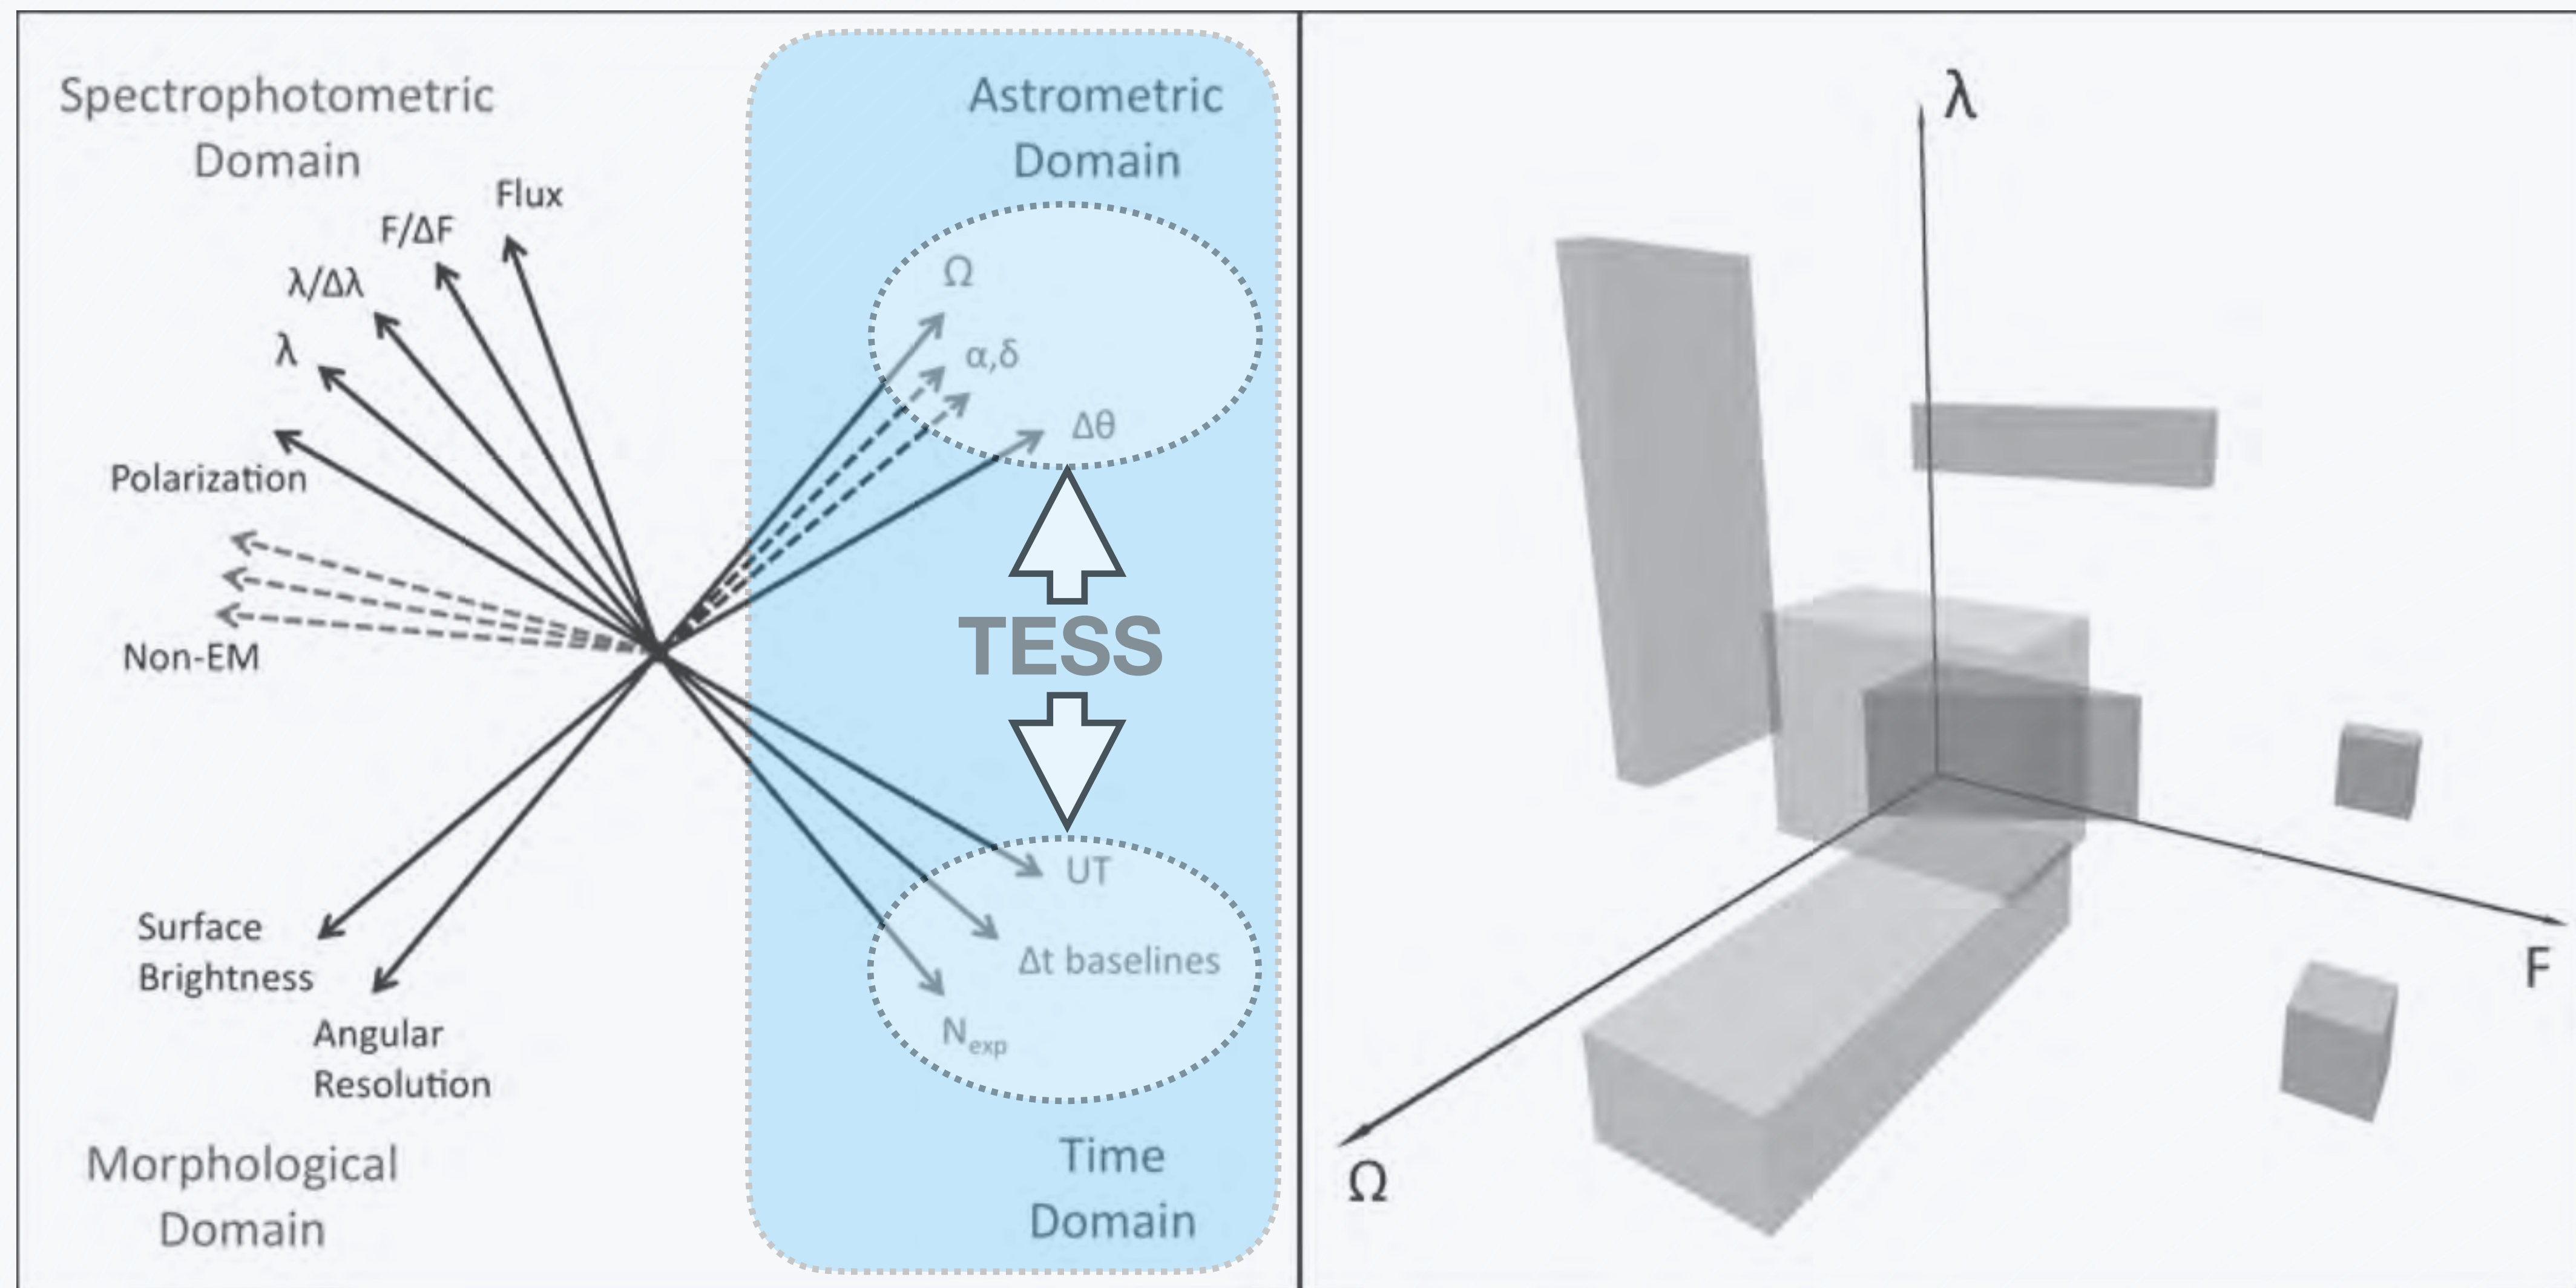 Spectrophotometric
Domain
Flux
F/ΔF
λ/Δλ
λ
Polarization
Non-EM
Surface
Brightness
Angular
Resolution
Morphological
Domain
Astrometric
Domain
Ω
α,δ
Δθ
TESS
UT
Δt baselines
Nexp
Time
Domain
λ
F
Ω